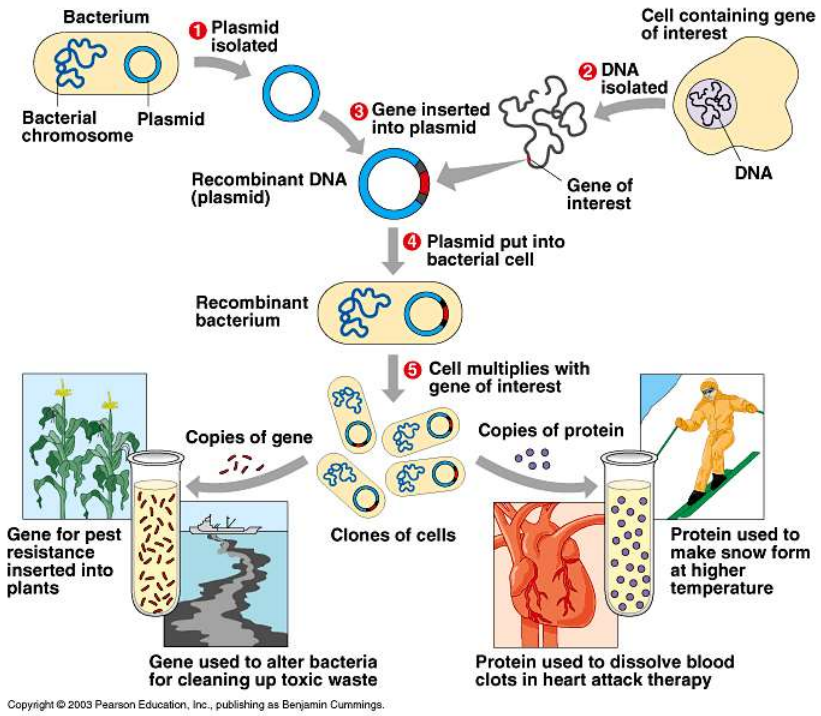 Bacterium
1 Plasmid
isolated
Cell containing gene
of interest
2 DNA
isolated
3 Gene inserted
into plasmid
Bacterial
chromosome
Plasmid
DNA
Recombinant DNA
(plasmid)
Gene of
interest
4 Plasmid put into
bacterial cell
Recombinant
bacterium
5 Cell multiplies with
gene of interest
Copies of gene
Copies of protein
Clones of cells
Gene for pest
resistance
inserted into
plants
Protein used to
make snow form
at higher
temperature
Gene used to alter bacteria
for cleaning up toxic waste
Protein used to dissolve blood
clots in heart attack therapy
Copyright © 2003 Pearson Education, Inc., publishing as Benjamin Cummings.